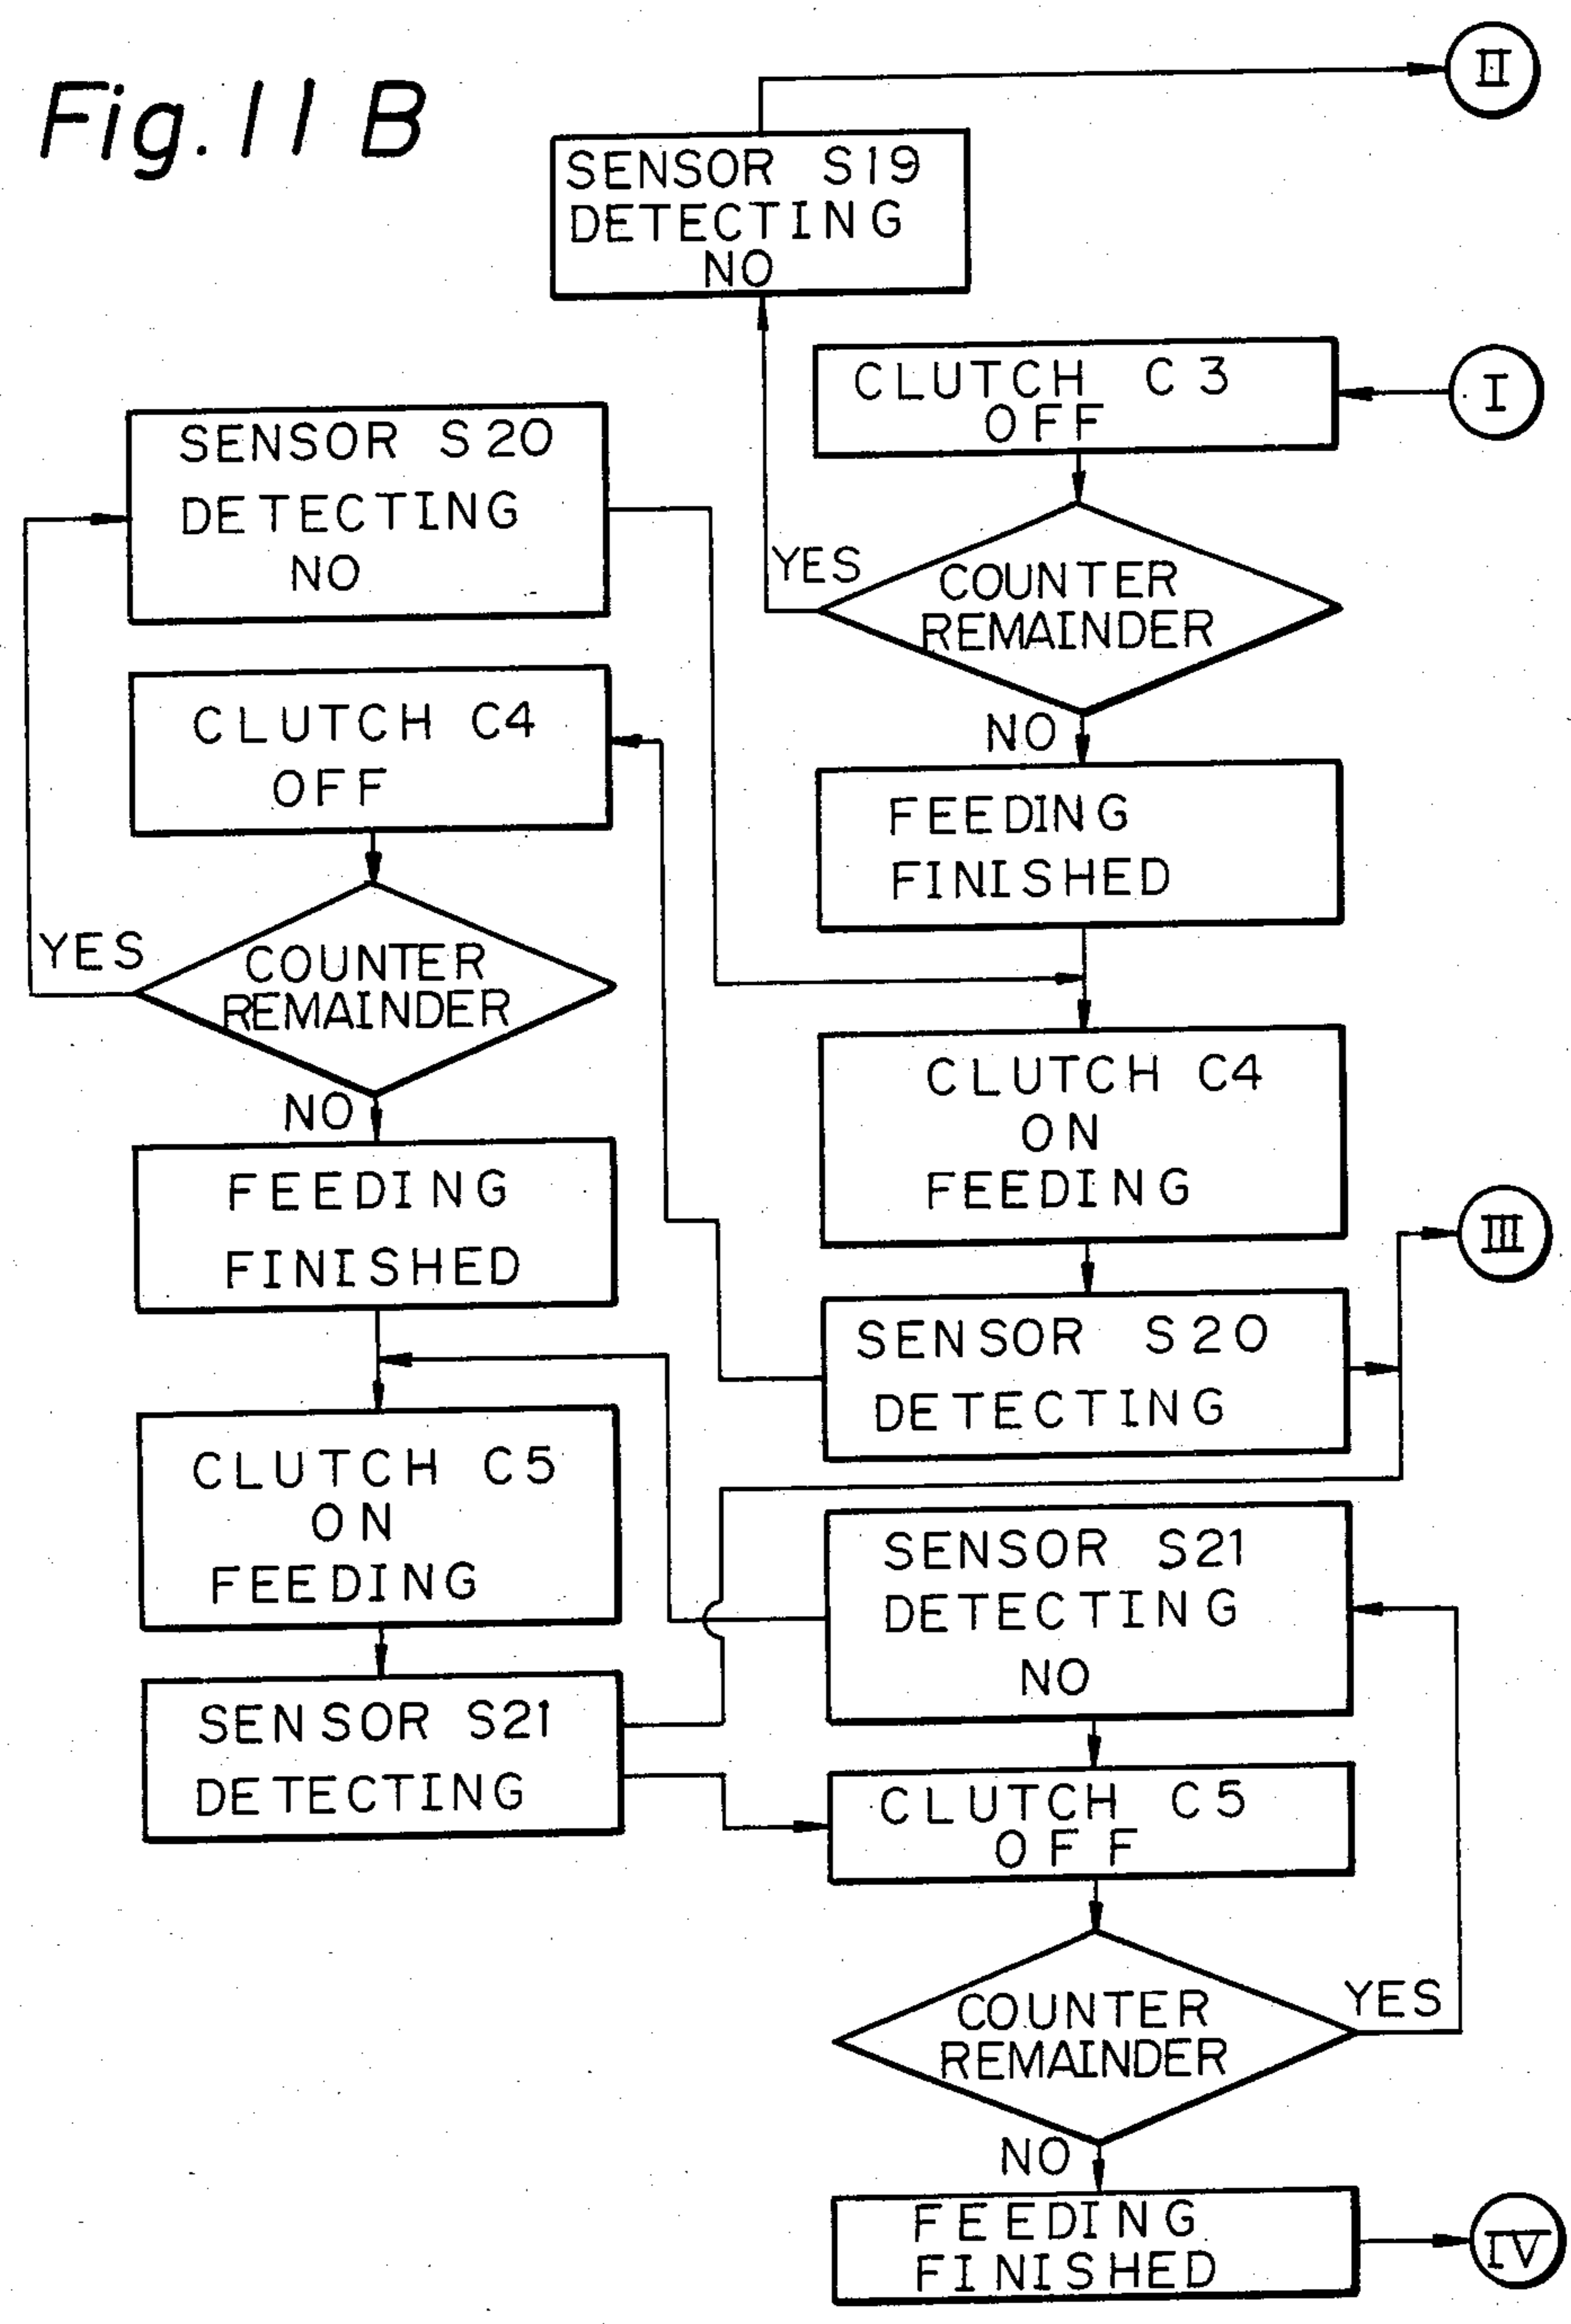 Fig. 11 B
II
SENSOR S19
DETECTING
NO
CLUTCH C3
OFF
I
SENSOR S20
DETECTING
NO
YES
COUNTER
REMAINDER
NO
CLUTCH C4
OFF
FEEDING
FINISHED
YES
COUNTER
REMAINDER
NO
CLUTCH C4
ON
FEEDING
FEEDING
FINISHED
III
SENSOR S20
DETECTING
CLUTCH C5
ON
FEEDING
SENSOR S21
DETECTING
NO
SENSOR S21
DETECTING
CLUTCH C5
OFF
COUNTER
REMAINDER
YES
NO
FEEDING
FINISHED
IV